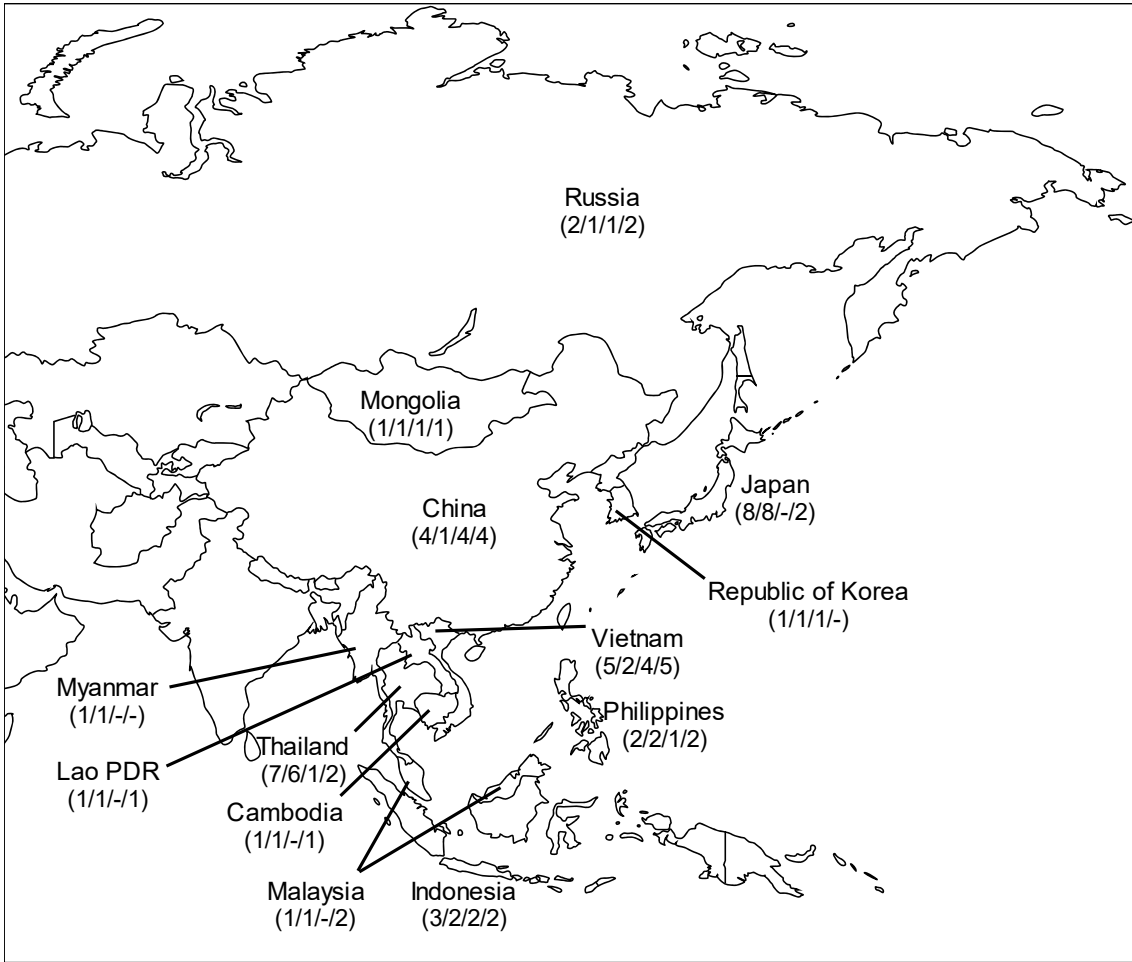 Russia
(2/1/1/2)
Mongolia
(1/1/1/1)
China
(4/1/4/4)
Japan
(8/8/-/2)
Republic of Korea
(1/1/1/-)
Vietnam
(5/2/4/5)
Myanmar
(1/1/-/-)
Philippines
(2/2/1/2)
Thailand
(7/6/1/2)
Lao PDR
(1/1/-/1)
Cambodia
(1/1/-/1)
Malaysia
(1/1/-/2)
Indonesia
(3/2/2/2)